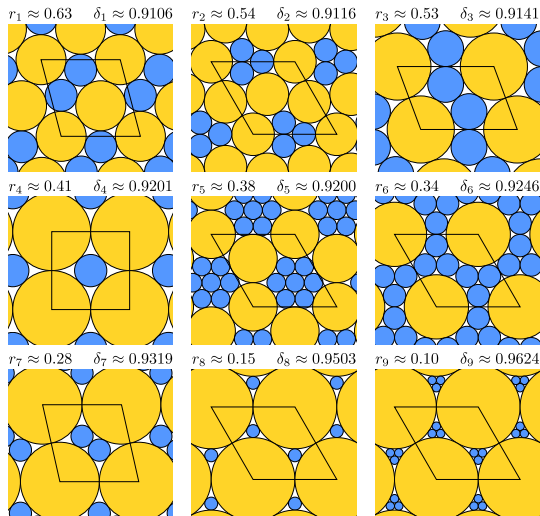 r₁ ≈ 0.63 δ₁ ≈ 0.9106 r₂ ≈ 0.54 δ₂ ≈ 0.9116 r₃ ≈ 0.53 δ₃ ≈ 0.9141
r₄ ≈ 0.41 δ₄ ≈ 0.9201 r₅ ≈ 0.38 δ₅ ≈ 0.9200 r₆ ≈ 0.34 δ₆ ≈ 0.9246
r₇ ≈ 0.28 δ₇ ≈ 0.9319 r₈ ≈ 0.15 δ₈ ≈ 0.9503 r₉ ≈ 0.10 δ₉ ≈ 0.9624